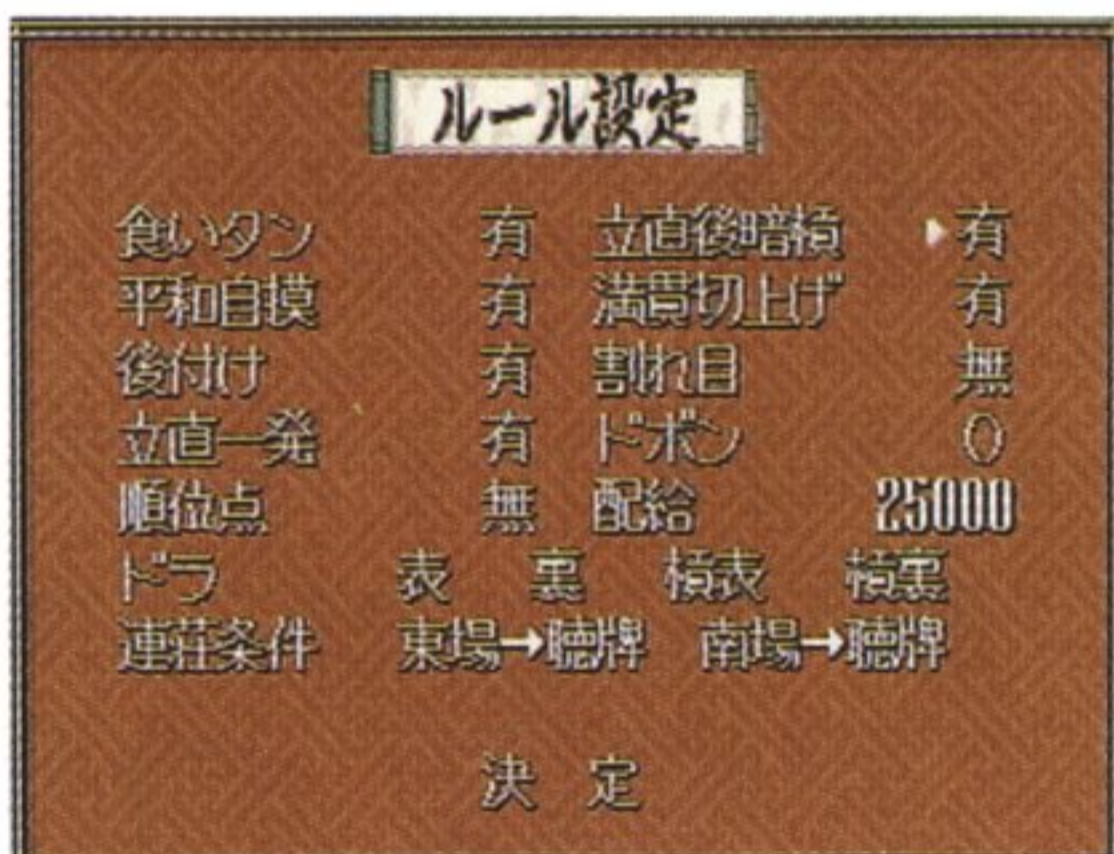 ルール設定
食いタン 有 立直後暗槓 有
平和自摸 有 満貫切上げ 有
後付け 有 割れ目 無
立直一発 有 ドボン 0
順位点 無 配給 25000
ドラ 表 裏 槓表 槓裏
連荘条件 東場→聴牌 南場→聴牌
決 定